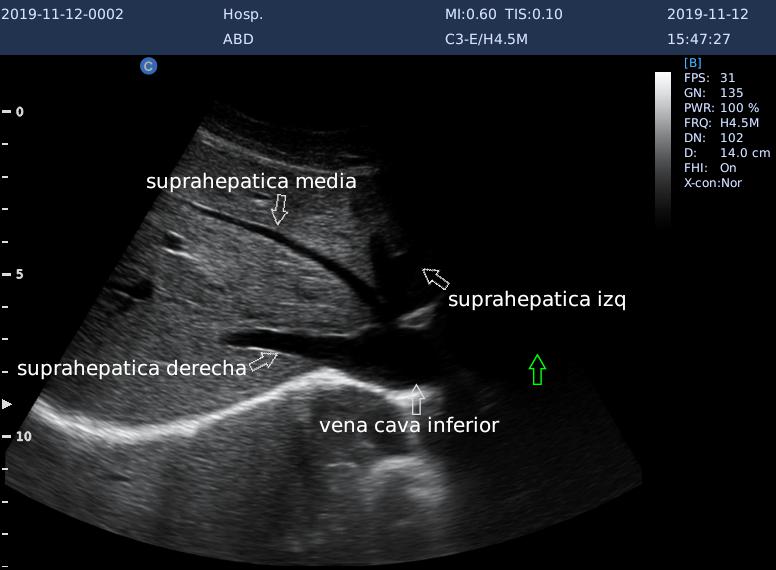 2019-11-12-0002 Hosp. MI:0.60 TIS:0.10 2019-11-12
ABD C3-E/H4.5M 15:47:27
C
[B]
FPS: 31
GN: 135
PWR: 100 %
FRQ: H4.5M
DN: 102
D: 14.0 cm
FHI: On
X-con:Nor
0
suprahepatica media
5
suprahepatica izq
suprahepatica derecha
vena cava inferior
10